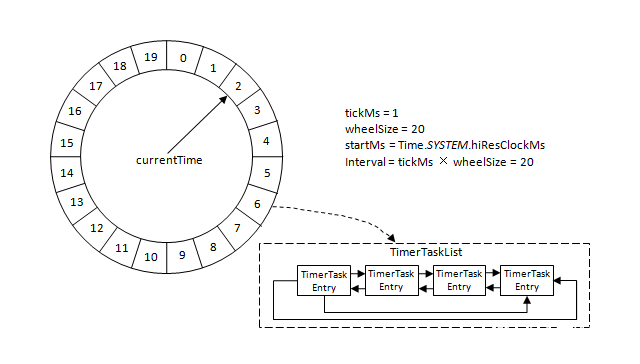 0
1
2
3
4
5
6
7
8
9
10
11
12
13
14
15
16
17
18
19
currentTime
tickMs = 1
wheelSize = 20
startMs = Time.SYSTEM.hiResClockMs
Interval = tickMs × wheelSize = 20
TimerTaskList
TimerTask
Entry
TimerTask
Entry
TimerTask
Entry
TimerTask
Entry